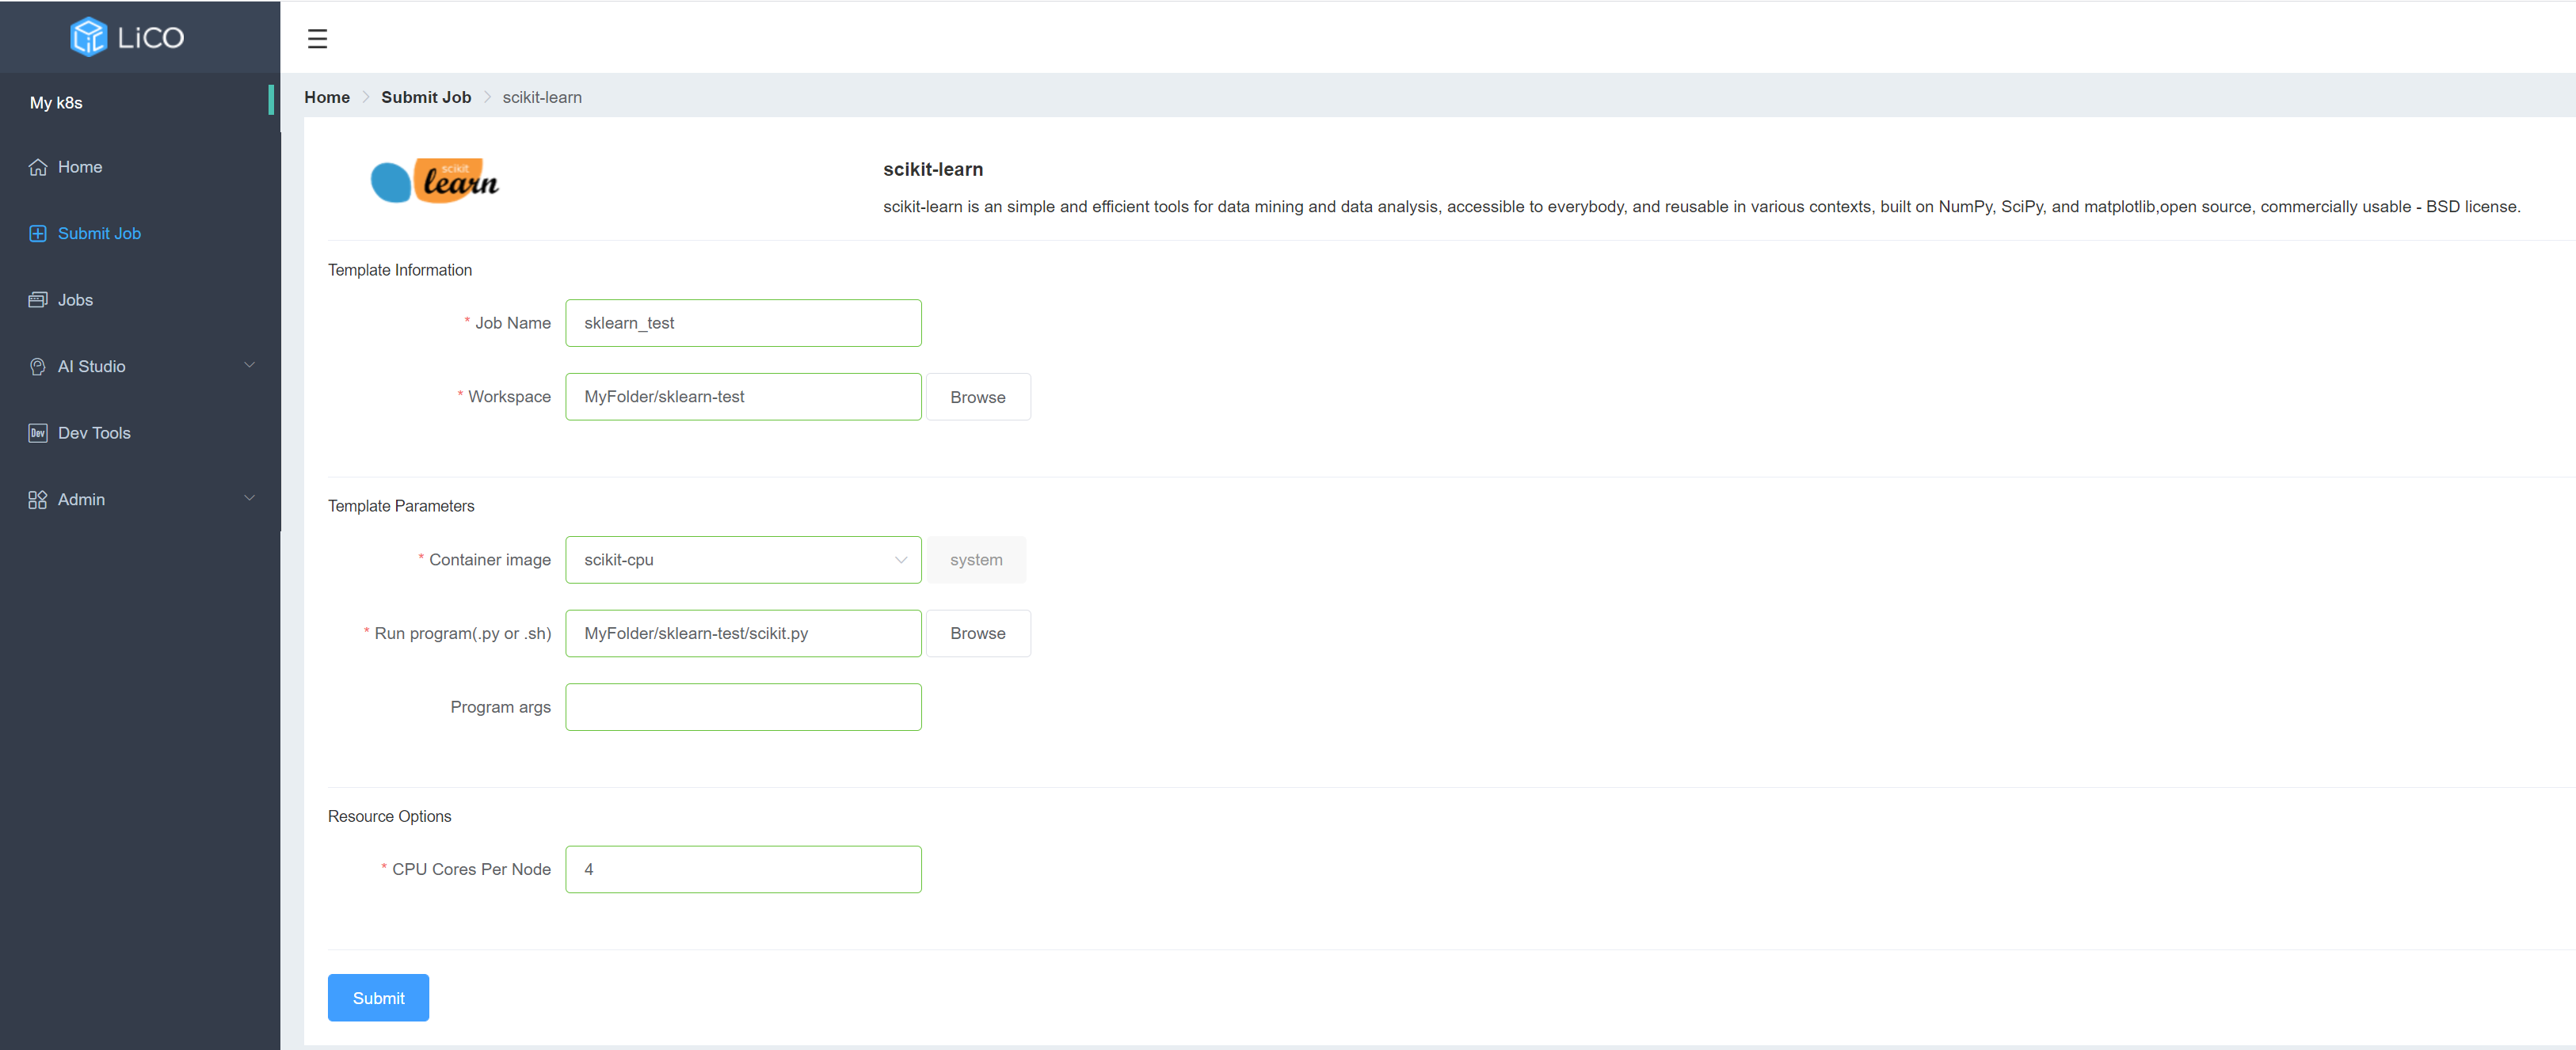 LiCO
My k8s
Home
Submit Job
Jobs
AI Studio
Dev
Dev Tools
Admin
Home > Submit Job > scikit-learn
scikit
learn
scikit-learn
scikit-learn is an simple and efficient tools for data mining and data analysis, accessible to everybody, and reusable in various contexts, built on NumPy, SciPy, and matplotlib,open source, commercially usable - BSD license.
Template Information
* Job Name sklearn_test
* Workspace MyFolder/sklearn-test Browse
Template Parameters
* Container image scikit-cpu system
* Run program(.py or .sh) MyFolder/sklearn-test/scikit.py Browse
Program args
Resource Options
* CPU Cores Per Node 4
Submit